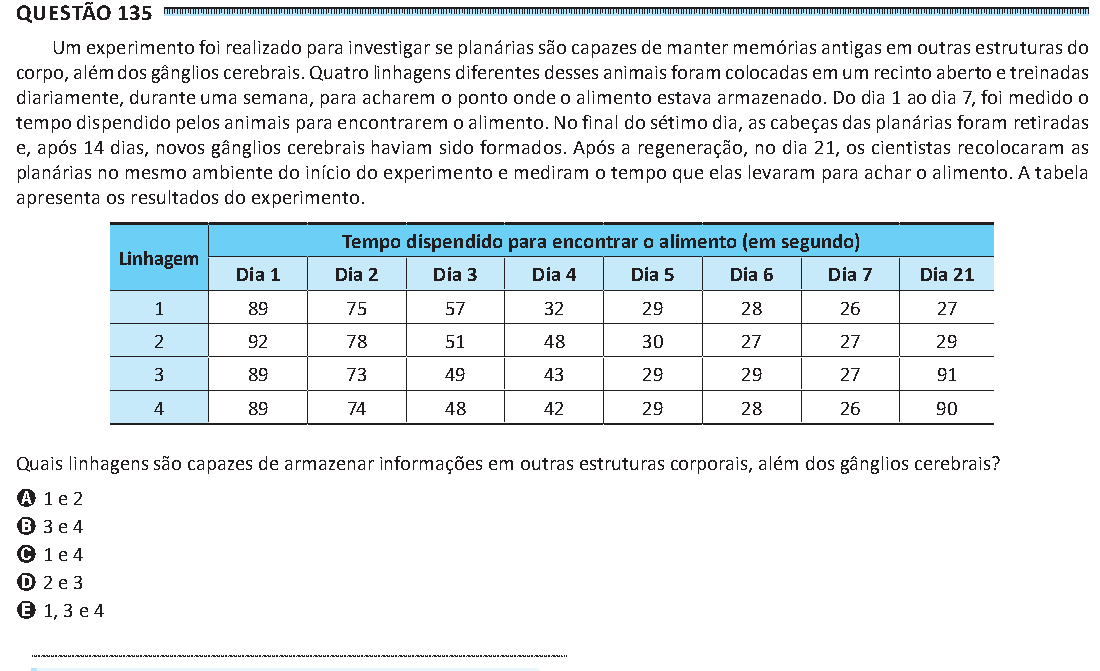 QUESTÃO 135
Um experimento foi realizado para investigar se planárias são capazes de manter memórias antigas em outras estruturas do
corpo, além dos gânglios cerebrais. Quatro linhagens diferentes desses animais foram colocadas em um recinto aberto e treinadas
diariamente, durante uma semana, para acharem o ponto onde o alimento estava armazenado. Do dia 1 ao dia 7, foi medido o
tempo dispendido pelos animais para encontrarem o alimento. No final do sétimo dia, as cabeças das planárias foram retiradas
e, após 14 dias, novos gânglios cerebrais haviam sido formados. Após a regeneração, no dia 21, os cientistas recolocaram as
planárias no mesmo ambiente do início do experimento e mediram o tempo que elas levaram para achar o alimento. A tabela
apresenta os resultados do experimento.
Linhagem
Tempo dispendido para encontrar o alimento (em segundo)
Dia 1 Dia 2 Dia 3 Dia 4 Dia 5 Dia 6 Dia 7 Dia 21
1 89 75 57 32 29 28 26 27
2 92 78 51 48 30 27 27 29
3 89 73 49 43 29 29 27 91
4 89 74 48 42 29 28 26 90
Quais linhagens são capazes de armazenar informações em outras estruturas corporais, além dos gânglios cerebrais?
A 1 e 2
B 3 e 4
C 1 e 4
D 2 e 3
E 1, 3 e 4